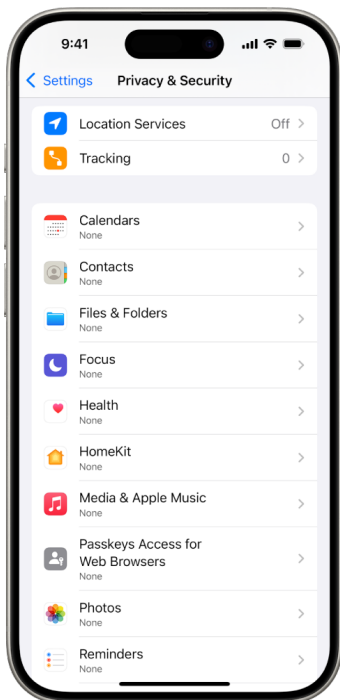 9:41
Settings Privacy & Security
Location Services Off
Tracking 0
Calendars
None
Contacts
None
Files & Folders
None
Focus
None
Health
None
HomeKit
None
Media & Apple Music
None
Passkeys Access for
Web Browsers
None
Photos
None
Reminders
None